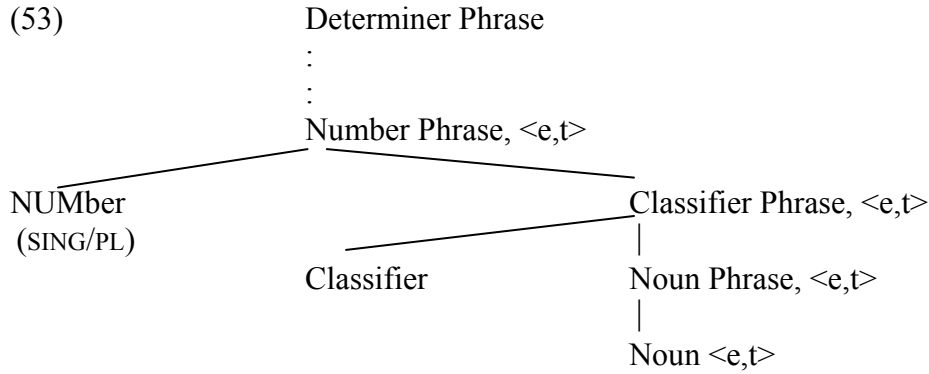 (53) Determiner Phrase
:
:
Number Phrase, <e,t>
NUMber Classifier Phrase, <e,t>
(SING/PL)
Classifier Noun Phrase, <e,t>
Noun <e,t>